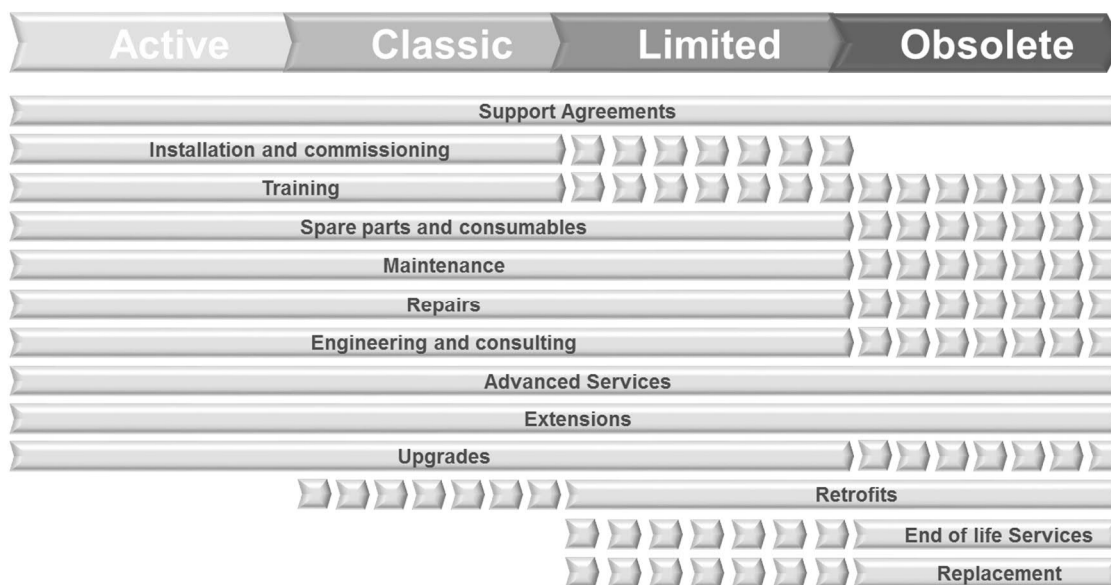 Active Classic Limited Obsolete
Support Agreements
Installation and commissioning
Training
Spare parts and consumables
Maintenance
Repairs
Engineering and consulting
Advanced Services
Extensions
Upgrades
Retrofits
End of life Services
Replacement